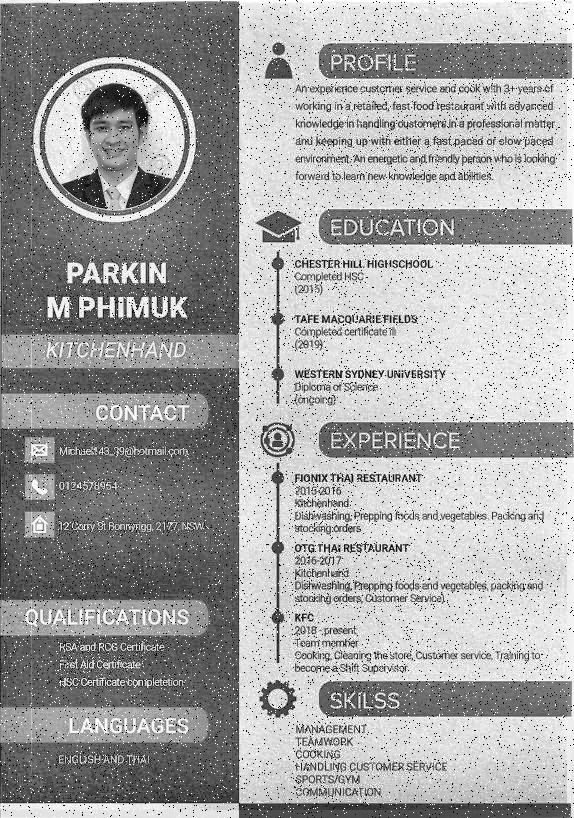 PARKIN
M PHIMUK
KITCHENHAND
CONTACT
Michael143_39@hotmail.com
0124578954
12 Corry St Bonnyrigg, 2177, NSW
QUALIFICATIONS
RSA and RCG Certificate
First Aid Certificate
HSC Certificate completetion
LANGUAGES
ENGLISH AND THAI
PROFILE
An experience customer service and cook with 3+ years of
working in a retailed, fast-food restaurant with advanced
knowledge in handling customers in a professional matter
and keeping up with either a fast paced of slow paced
environment. An energetic and friendly person who is looking
forward to learn new knowledge and abilities.
EDUCATION
CHESTER HILL HIGHSCHOOL
Completed HSC
(2015)
TAFE MACQUARIE FIELDS
Completed certificate III
(2019)
WESTERN SYDNEY UNIVERSITY
Diploma of Science
(ongoing)
EXPERIENCE
FIONIX THAI RESTAURANT
2015-2016
Kitchenhand
Dishwashing, Prepping foods and vegetables. Packing and
stocking orders
OTG THAI RESTAURANT
2016-2017
Kitchenhand
Dishwashing, Prepping foods and vegetables, packing and
stocking orders, Customer Service),
KFC
2018 - present
Team member
Cooking, Cleaning the store, Customer service, Training to
become a Shift Supervisor.
SKILSS
MANAGEMENT
TEAMWORK
COOKING
HANDLING CUSTOMER SERVICE
SPORTS/GYM
COMMUNICATION